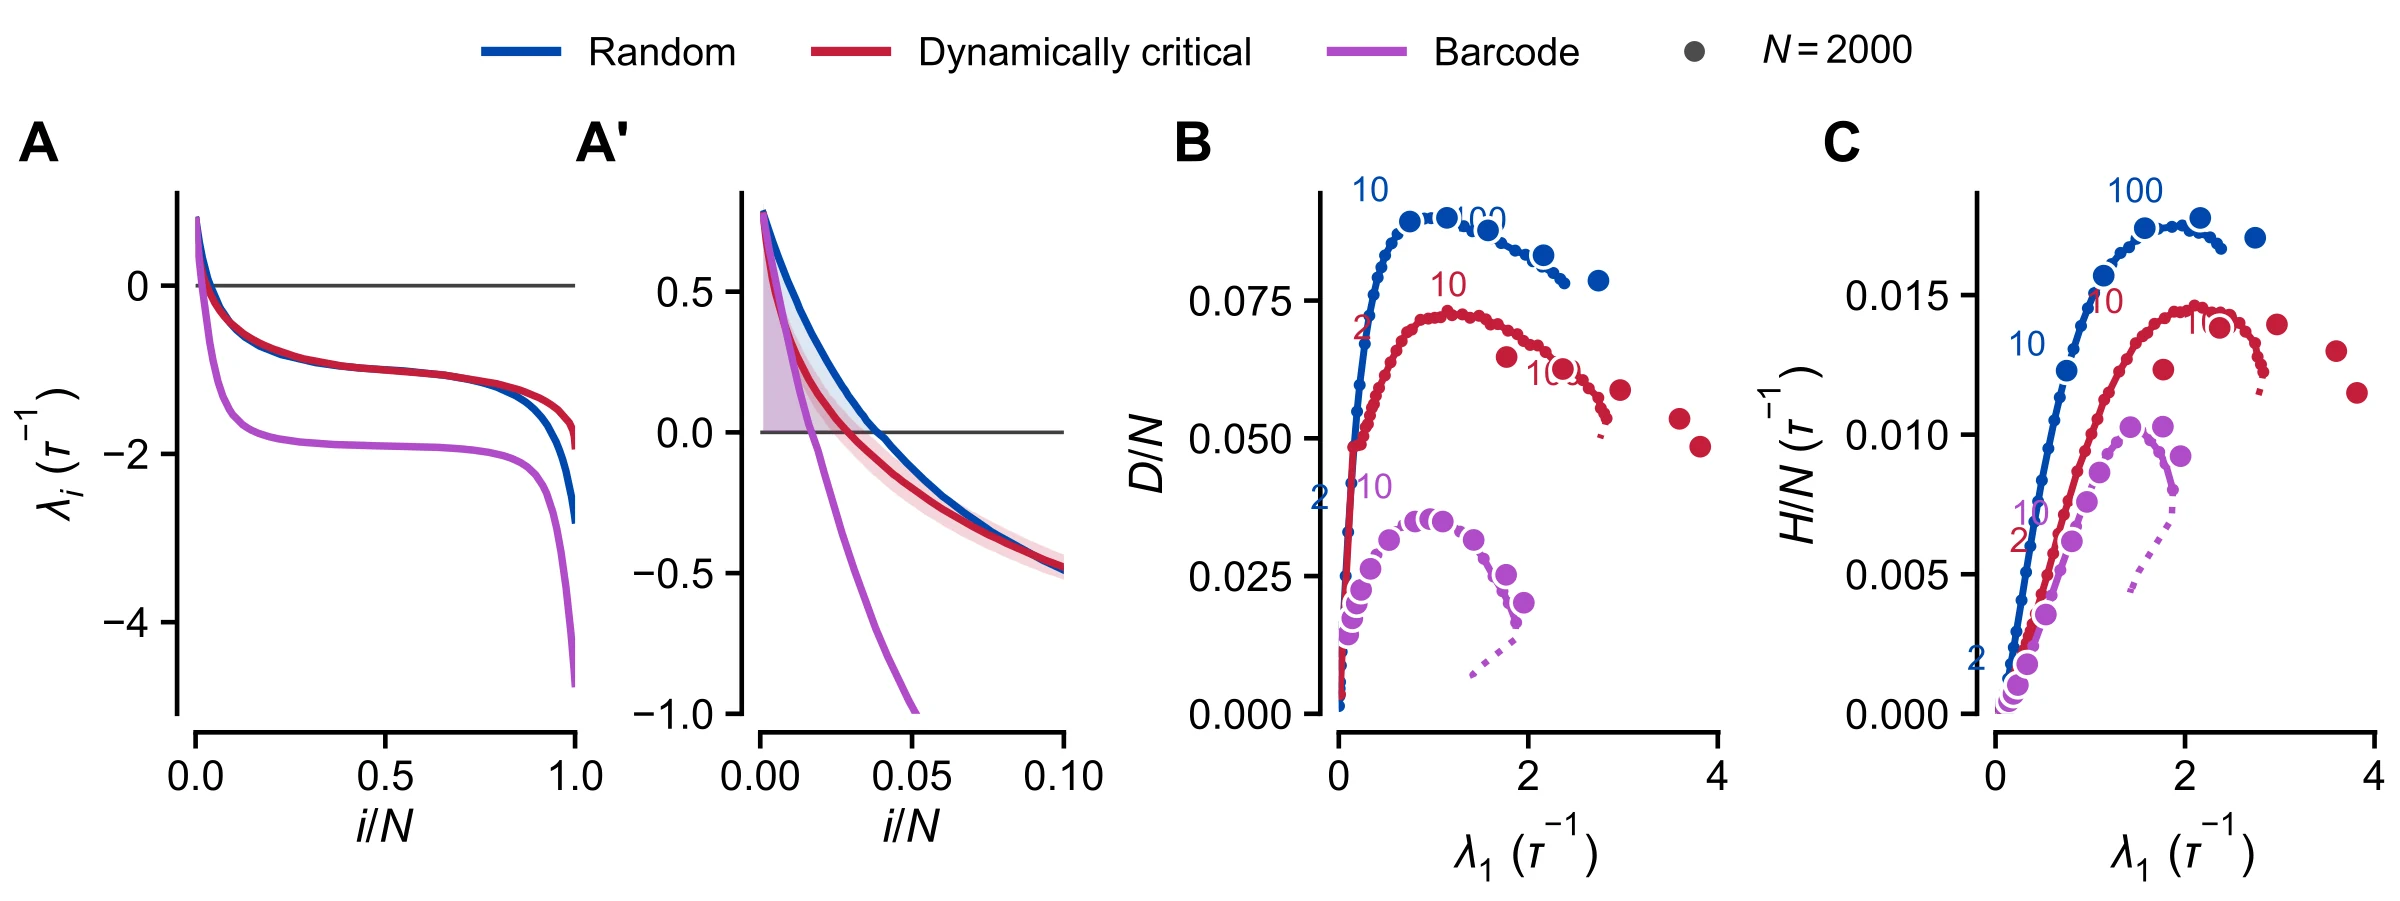 Random Dynamically critical Barcode N = 2000
A
A'
B
C
0
−2
−4
λi (τ−1)
0.0 0.5 1.0
i/N
0.5
0.0
−0.5
−1.0
0.00 0.05 0.10
i/N
0.075
0.050
0.025
0.000
D/N
10
100
10
2
100
2
10
0 2 4
λ1 (τ−1)
0.015
0.010
0.005
0.000
H/N (τ−1)
100
10
10
10
2
2
0 2 4
λ1 (τ−1)